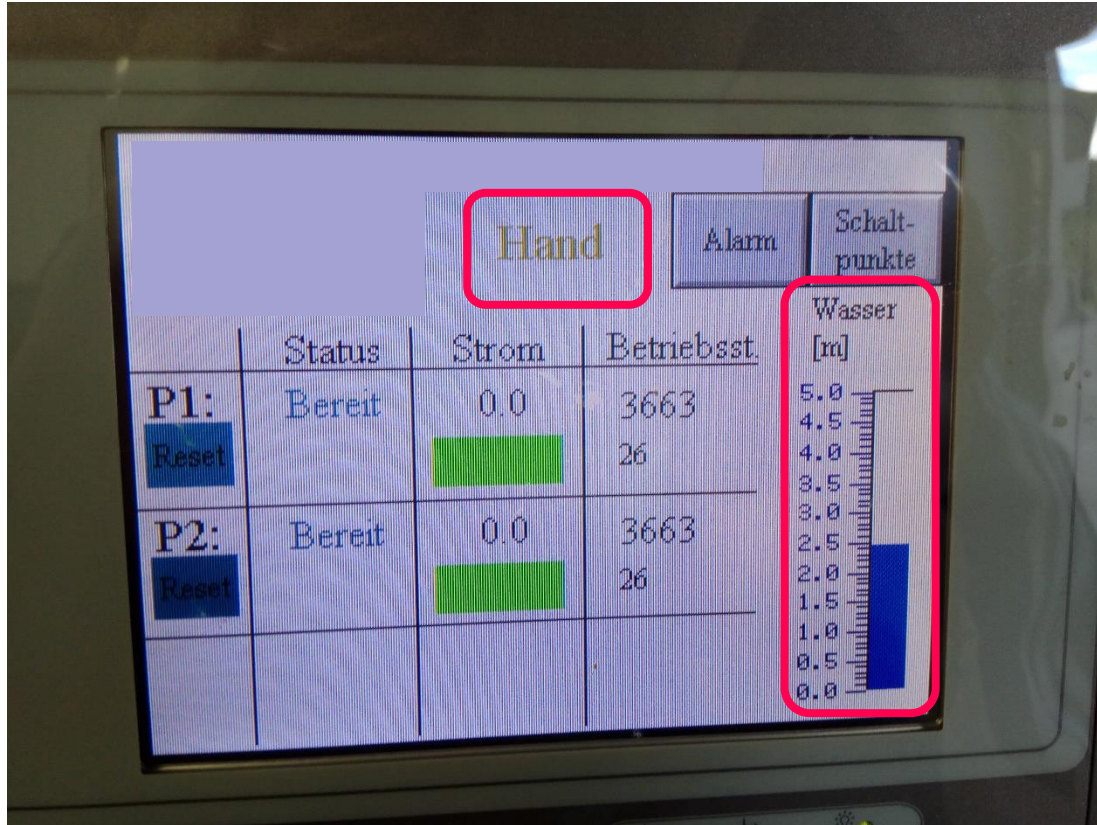 Hand
Alarm
Schalt-
punkte
Wasser
[m]
Status Strom Betriebsst.
P1: Bereit 0.0 3663
Reset 26
P2: Bereit 0.0 3663
Reset 26
5.0
4.5
4.0
3.5
3.0
2.5
2.0
1.5
1.0
0.5
0.0